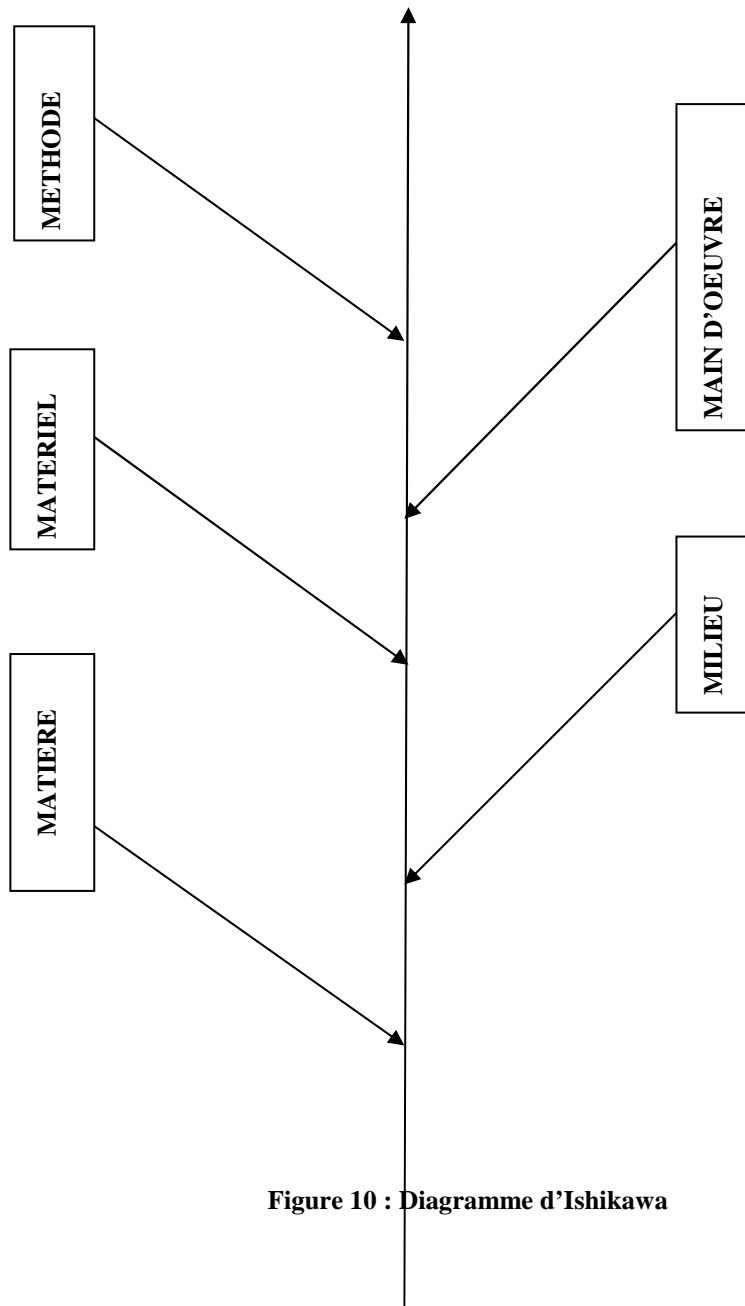 METHODE
MATERIEL
MATIERE
MAIN D’OEUVRE
MILIEU
Figure 10 : Diagramme d’Ishikawa